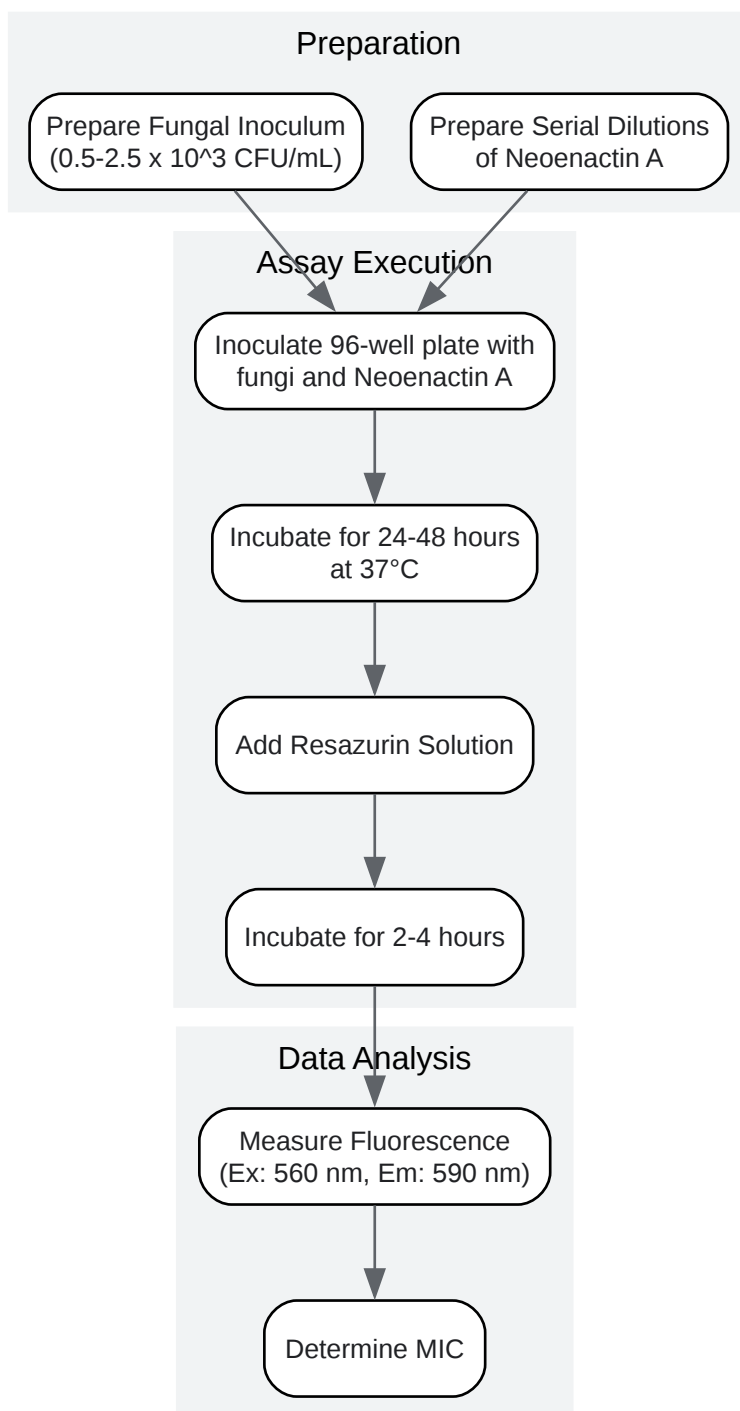 Preparation
Prepare Fungal Inoculum
(0.5-2.5 x 10^3 CFU/mL)
Prepare Serial Dilutions
of Neoenactin A
Assay Execution
Inoculate 96-well plate with
fungi and Neoenactin A
Incubate for 24-48 hours
at 37°C
Add Resazurin Solution
Incubate for 2-4 hours
Data Analysis
Measure Fluorescence
(Ex: 560 nm, Em: 590 nm)
Determine MIC